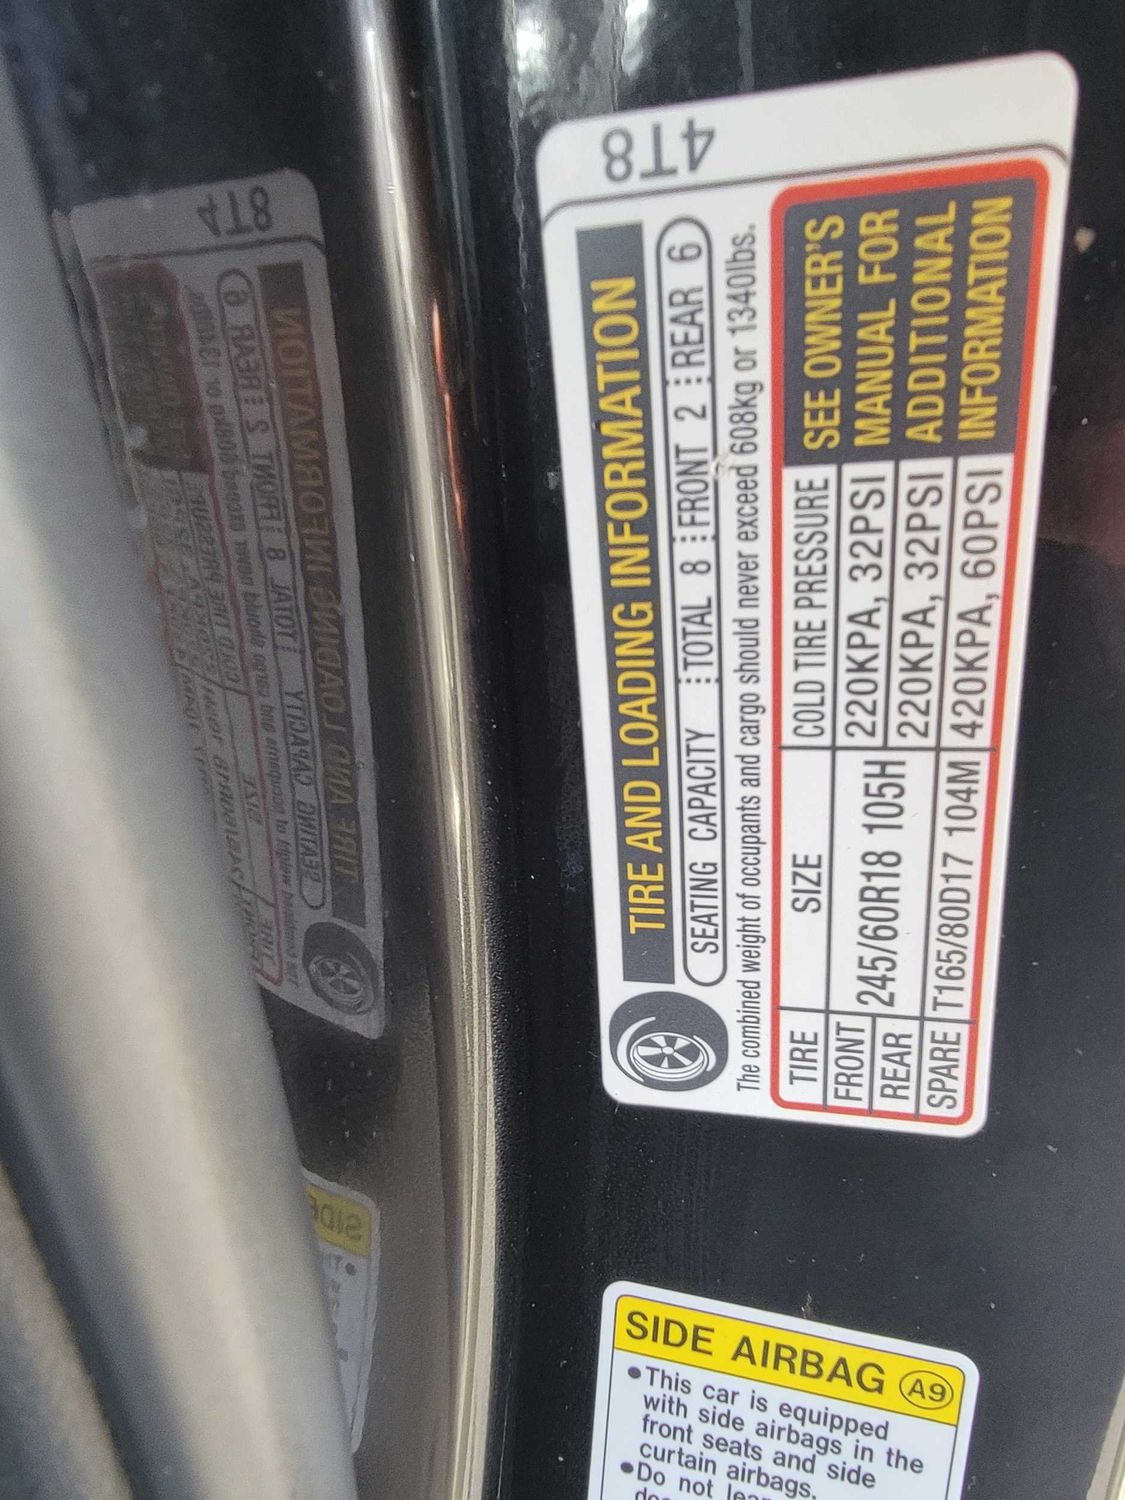 4T8
TIRE AND LOADING INFORMATION
SEATING CAPACITY TOTAL 8 FRONT 2 REAR 6
The combined weight of occupants and cargo should never exceed 608kg or 1340lbs.
TIRE SIZE COLD TIRE PRESSURE
FRONT 245/60R18 105H 220KPA, 32PSI
REAR 220KPA, 32PSI
SPARE T165/80D17 104M 420KPA, 60PSI
SEE OWNER'S
MANUAL FOR
ADDITIONAL
INFORMATION
SIDE AIRBAG A9
•This car is equipped
with side airbags in the
front seats and side
curtain airbags.
•Do not